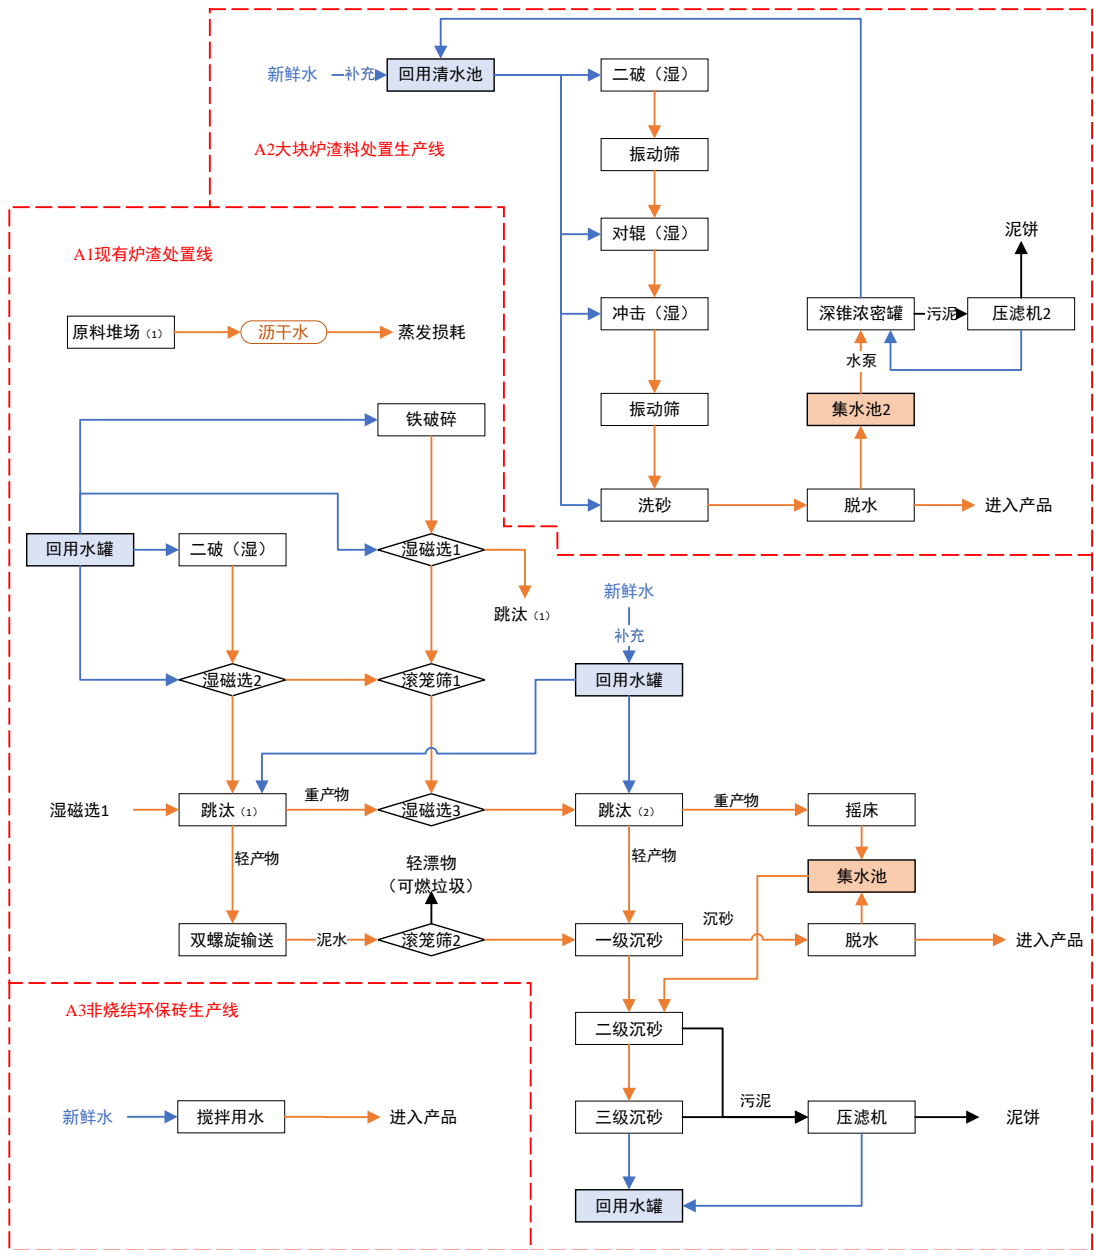 新鲜水
补充
回用清水池
二破（湿）
A2大块炉渣料处置生产线
振动筛
对辊（湿）
泥饼
A1现有炉渣处置线
冲击（湿）
深锥浓密罐
污泥
压滤机2
原料堆场（1）
沥干水
蒸发损耗
水泵
铁破碎
振动筛
集水池2
洗砂
脱水
进入产品
回用水罐
二破（湿）
湿磁选1
新鲜水
跳汰（1）
补充
湿磁选2
滚笼筛1
回用水罐
湿磁选1
跳汰（1）
重产物
湿磁选3
跳汰（2）
重产物
摇床
轻产物
轻漂物
（可燃垃圾）
轻产物
集水池
沉砂
双螺旋输送
泥水
滚笼筛2
一级沉砂
脱水
进入产品
A3非烧结环保砖生产线
二级沉砂
污泥
新鲜水
搅拌用水
进入产品
三级沉砂
压滤机
泥饼
回用水罐